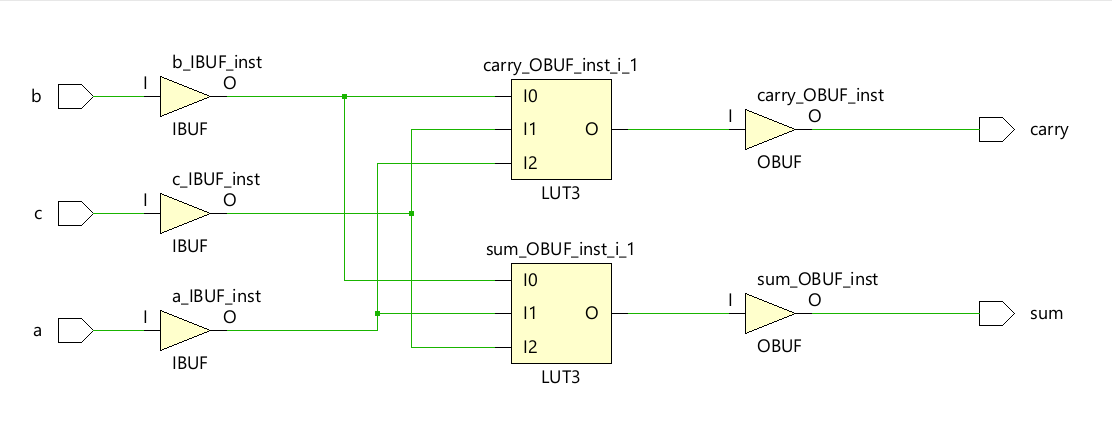 b_IBUF_inst
b
I
O
IBUF
c_IBUF_inst
c
I
O
IBUF
a_IBUF_inst
a
I
O
IBUF
carry_OBUF_inst_i_1
I0
I1
I2
O
LUT3
sum_OBUF_inst_i_1
I0
I1
I2
O
LUT3
carry_OBUF_inst
I
O
OBUF
carry
sum_OBUF_inst
I
O
OBUF
sum